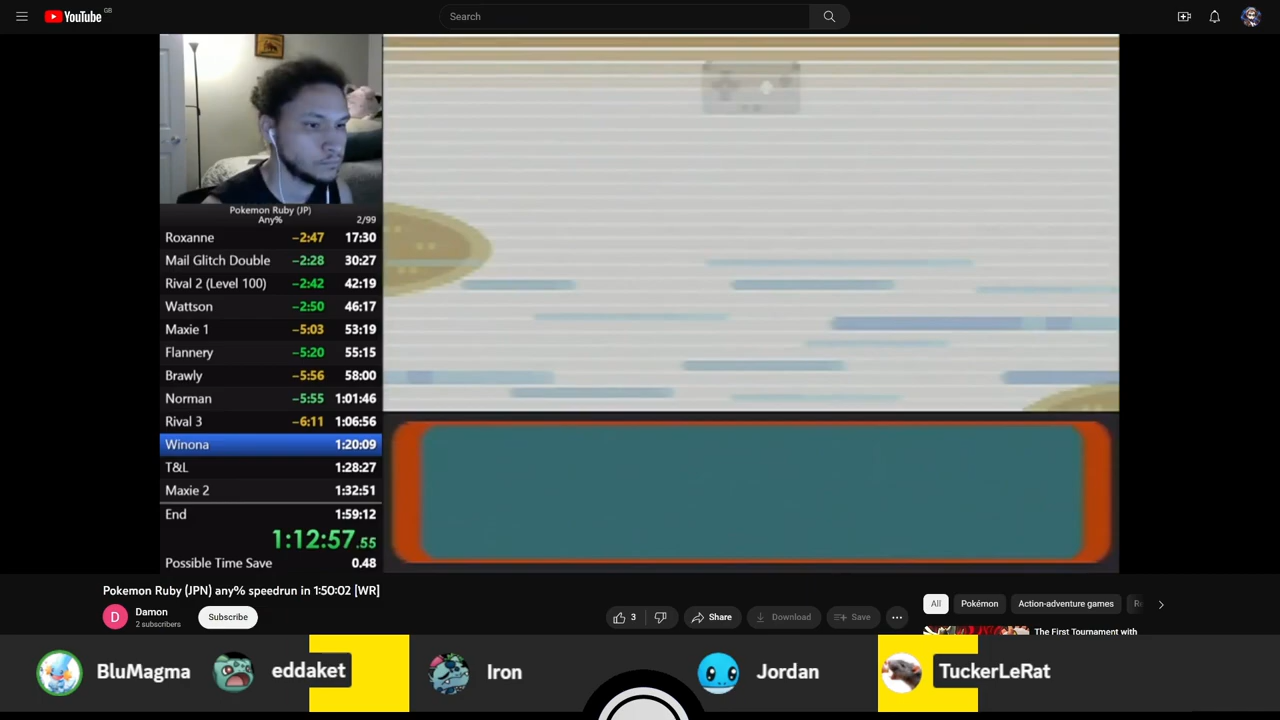 YouTube GB
Search
Pokemon Ruby (JP)
Any% 2/99
Roxanne −2:47 17:30
Mail Glitch Double −2:28 30:27
Rival 2 (Level 100) −2:42 42:19
Wattson −2:50 46:17
Maxie 1 −5:03 53:19
Flannery −5:20 55:15
Brawly −5:56 58:00
Norman −5:55 1:01:46
Rival 3 −6:11 1:06:56
Winona 1:20:09
T&L 1:28:27
Maxie 2 1:32:51
End 1:59:12
1:12:57.55
Possible Time Save 0.48
Pokemon Ruby (JPN) any% speedrun in 1:50:02 [WR]
D Damon
2 subscribers
Subscribe
3 Share Download Save
All Pokémon Action-adventure games Re
The First Tournament with
BluMagma eddaket Iron Jordan TuckerLeRat